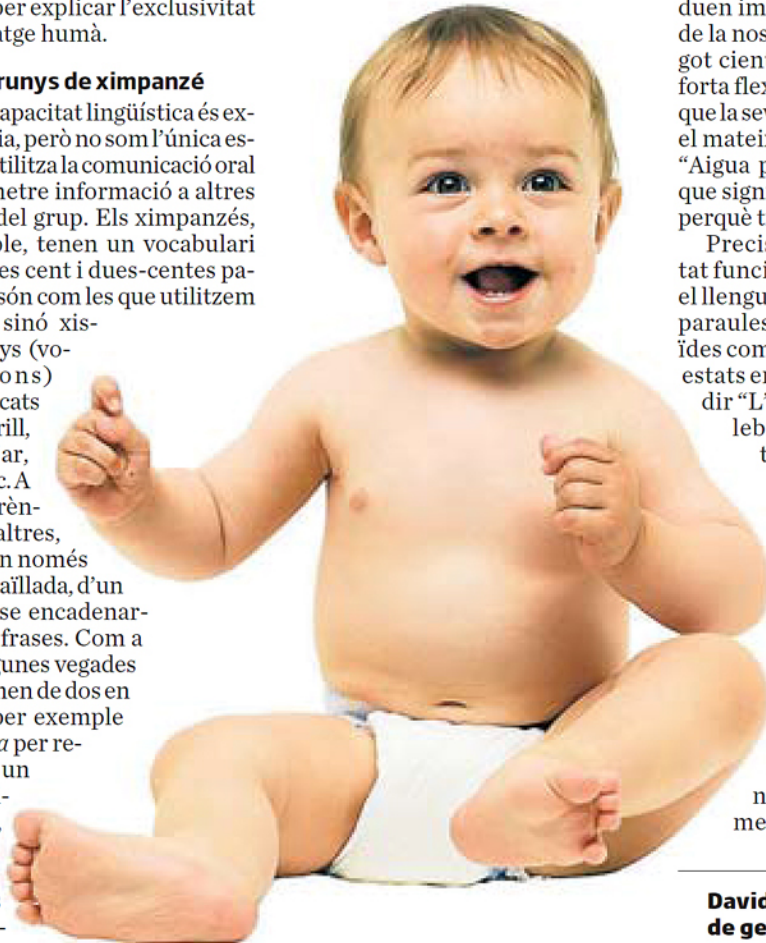 per explicar l'exclusivitat
atge humà.
runys de ximpanzé
apacitat lingüística és ex-
ia, però no som l'única es-
utilitza la comunicació oral
metre informació a altres
del grup. Els ximpanzés,
ple, tenen un vocabulari
es cent i dues-centes pa-
són com les que utilitzem
sinó xis-
ys (vo-
ons)
cats
rill,
ar,
c. A
rèn-
altres,
n només
aïllada, d'un
se encadenar-
frases. Com a
gunes vegades
nen de dos en
per exemple
a per re-
un
duen im
de la nos
got cient
forta flex
que la sev
el mateix
"Aigua p
que sign
perquè t
Precis
tat funci
el llengu
paraules
ïdes com
estats en
dir "L'
leb
t
n
me
David
de ge